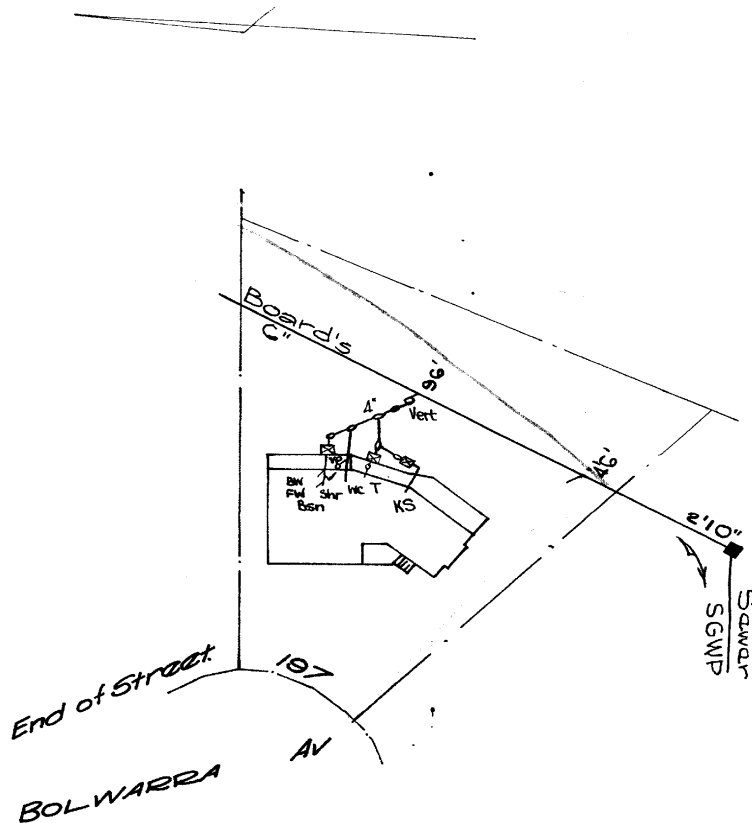 Board's
6"
96'
4"
Vert
46'
BW
FW
Bsn
Shr
WC
T
KS
2'10"
Sewer
SGWP
End of Street
197
BOLWARRA AV